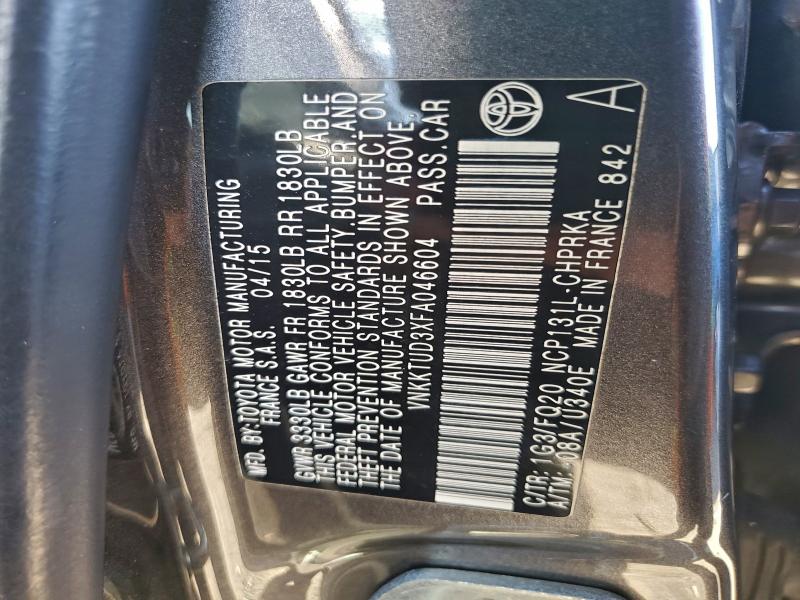 MFD. BY: TOYOTA MOTOR MANUFACTURING
FRANCE S.A.S. 04/15
GVWR 3330LB GAWR FR 1830LB RR 1830LB
THIS VEHICLE CONFORMS TO ALL APPLICABLE
FEDERAL MOTOR VEHICLE SAFETY,BUMPER AND
THEFT PREVENTION STANDARDS IN EFFECT ON
THE DATE OF MANUFACTURE SHOWN ABOVE.
VNKKTUD3XFA046604 PASS.CAR
C/TR: 1G3/FQ20 NCP131L-CHPRKA
A/TM: -08A/U340E MADE IN FRANCE 842
A